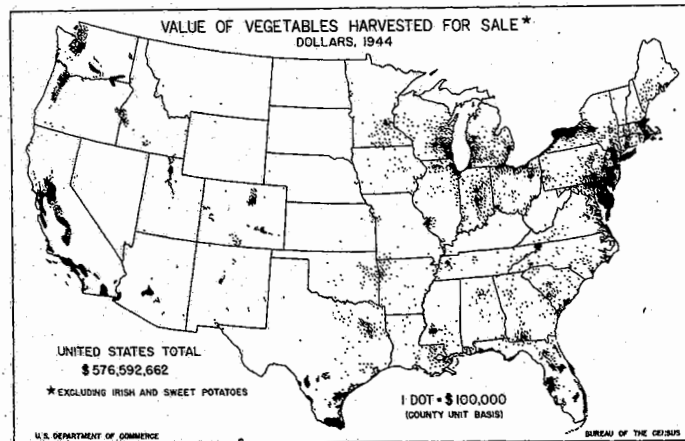 VALUE OF VEGETABLES HARVESTED FOR SALE*
DOLLARS, 1944
UNITED STATES TOTAL
$576,592,662
*EXCLUDING IRISH AND SWEET POTATOES
1 DOT = $100,000
(COUNTY UNIT BASIS)
U.S. DEPARTMENT OF COMMERCE
BUREAU OF THE CENSUS